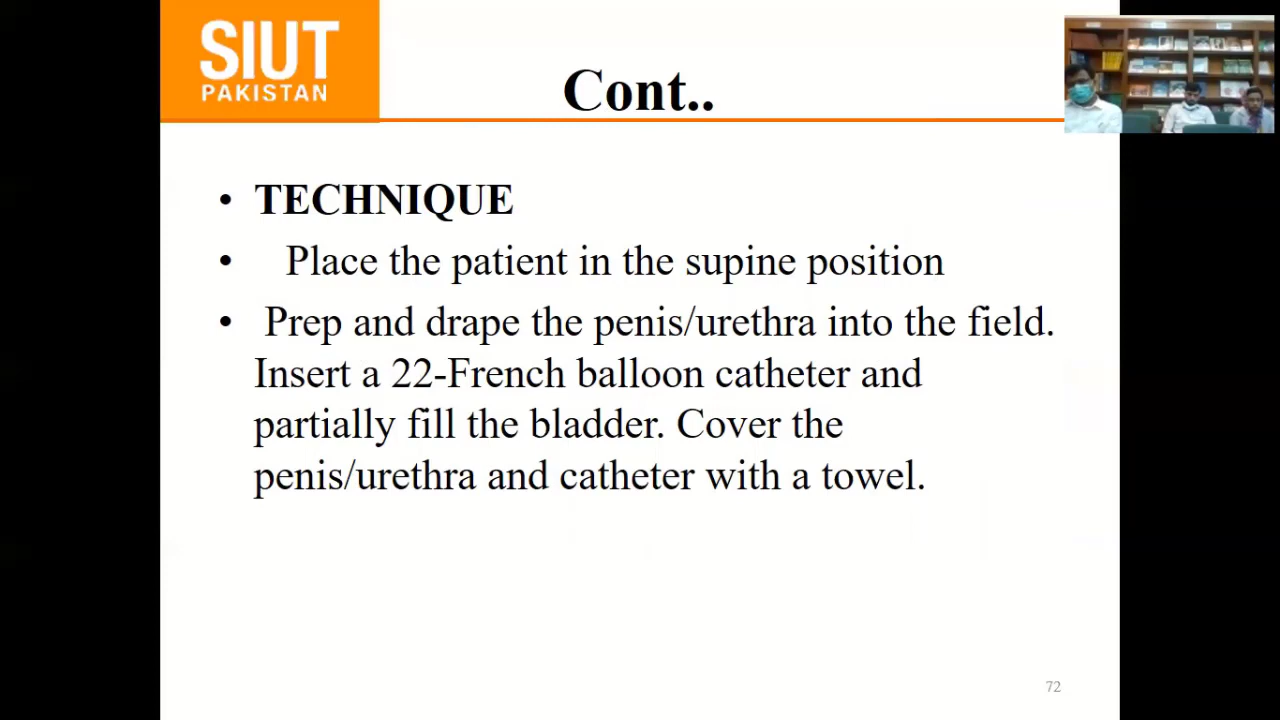 SIUT
PAKISTAN
Cont..
• TECHNIQUE
• Place the patient in the supine position
• Prep and drape the penis/urethra into the field.
Insert a 22-French balloon catheter and
partially fill the bladder. Cover the
penis/urethra and catheter with a towel.
72